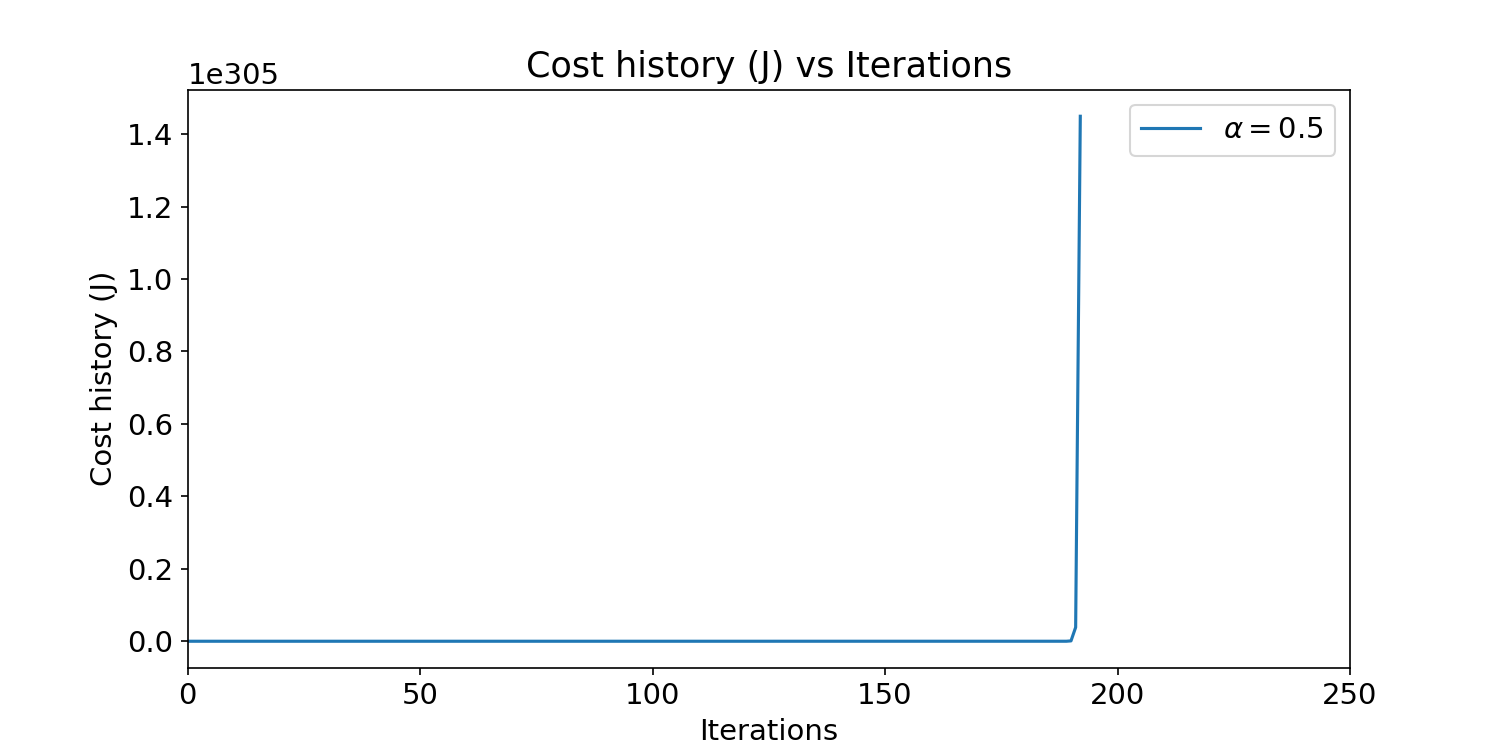 Cost history (J) vs Iterations
1e305
α = 0.5
1.4
1.2
1.0
0.8
0.6
0.4
0.2
0.0
Cost history (J)
0 50 100 150 200 250
Iterations